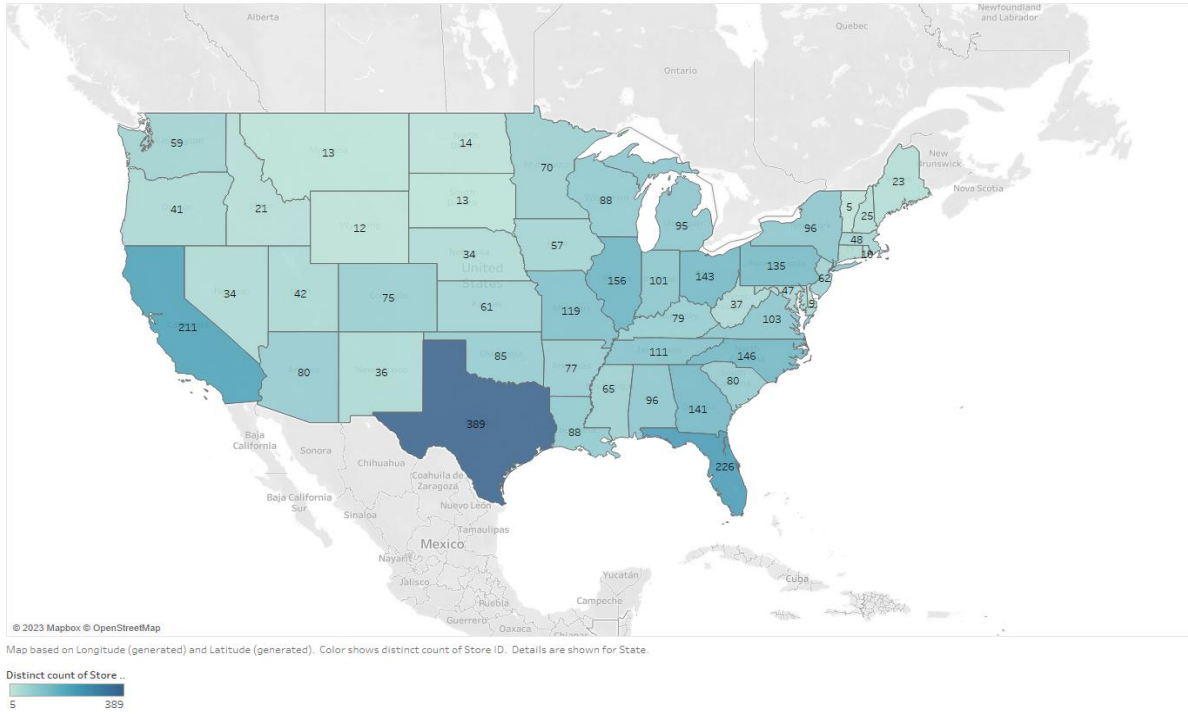 Newfoundland
and Labrador
Alberta
Quebec
Ontario
New
Brunswick
Nova Scotia
59
13
14
70
23
5
25
41
21
12
13
88
95
96
48
10
34
57
156
101
143
135
62
47
9
34
42
75
61
119
37
103
79
211
80
36
85
77
111
146
80
389
88
65
96
141
226
United
States
Baja
California
Sonora
Chihuahua
Coahuila de
Zaragoza
Baja California
Sur
Sinaloa
Nuevo León
Tamaulipas
Mexico
Nayarit
Jalisco
Puebla
Guerrero
Oaxaca
Chiapas
Yucatán
Campeche
Cuba
© 2023 Mapbox © OpenStreetMap
Map based on Longitude (generated) and Latitude (generated). Color shows distinct count of Store ID. Details are shown for State.
Distinct count of Store ..
5
389